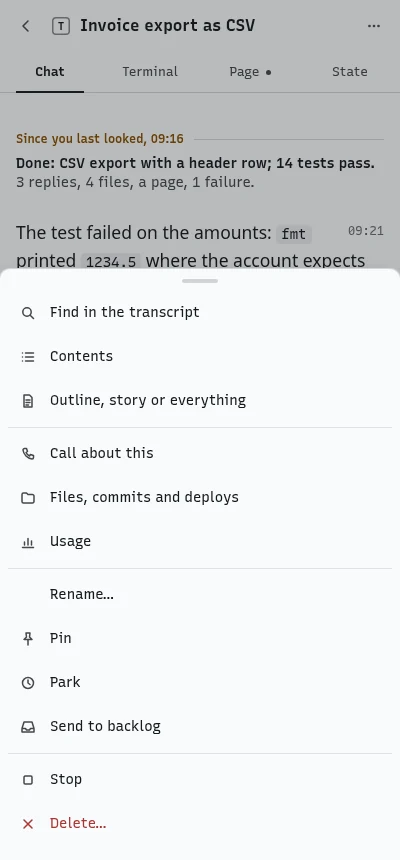 T Invoice export as CSV
Chat Terminal Page State
Since you last looked, 09:16
Done: CSV export with a header row; 14 tests pass.
3 replies, 4 files, a page, 1 failure.
The test failed on the amounts: fmt 09:21
printed 1234.5 where the account expects
Find in the transcript
Contents
Outline, story or everything
Call about this
Files, commits and deploys
Usage
Rename…
Pin
Park
Send to backlog
Stop
Delete…